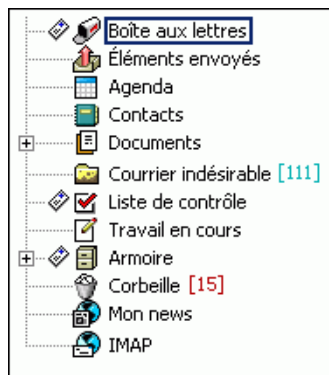 Boîte aux lettres
Éléments envoyés
Agenda
Contacts
Documents
Courrier indésirable [111]
Liste de contrôle
Travail en cours
Armoire
Corbeille [15]
Mon news
IMAP